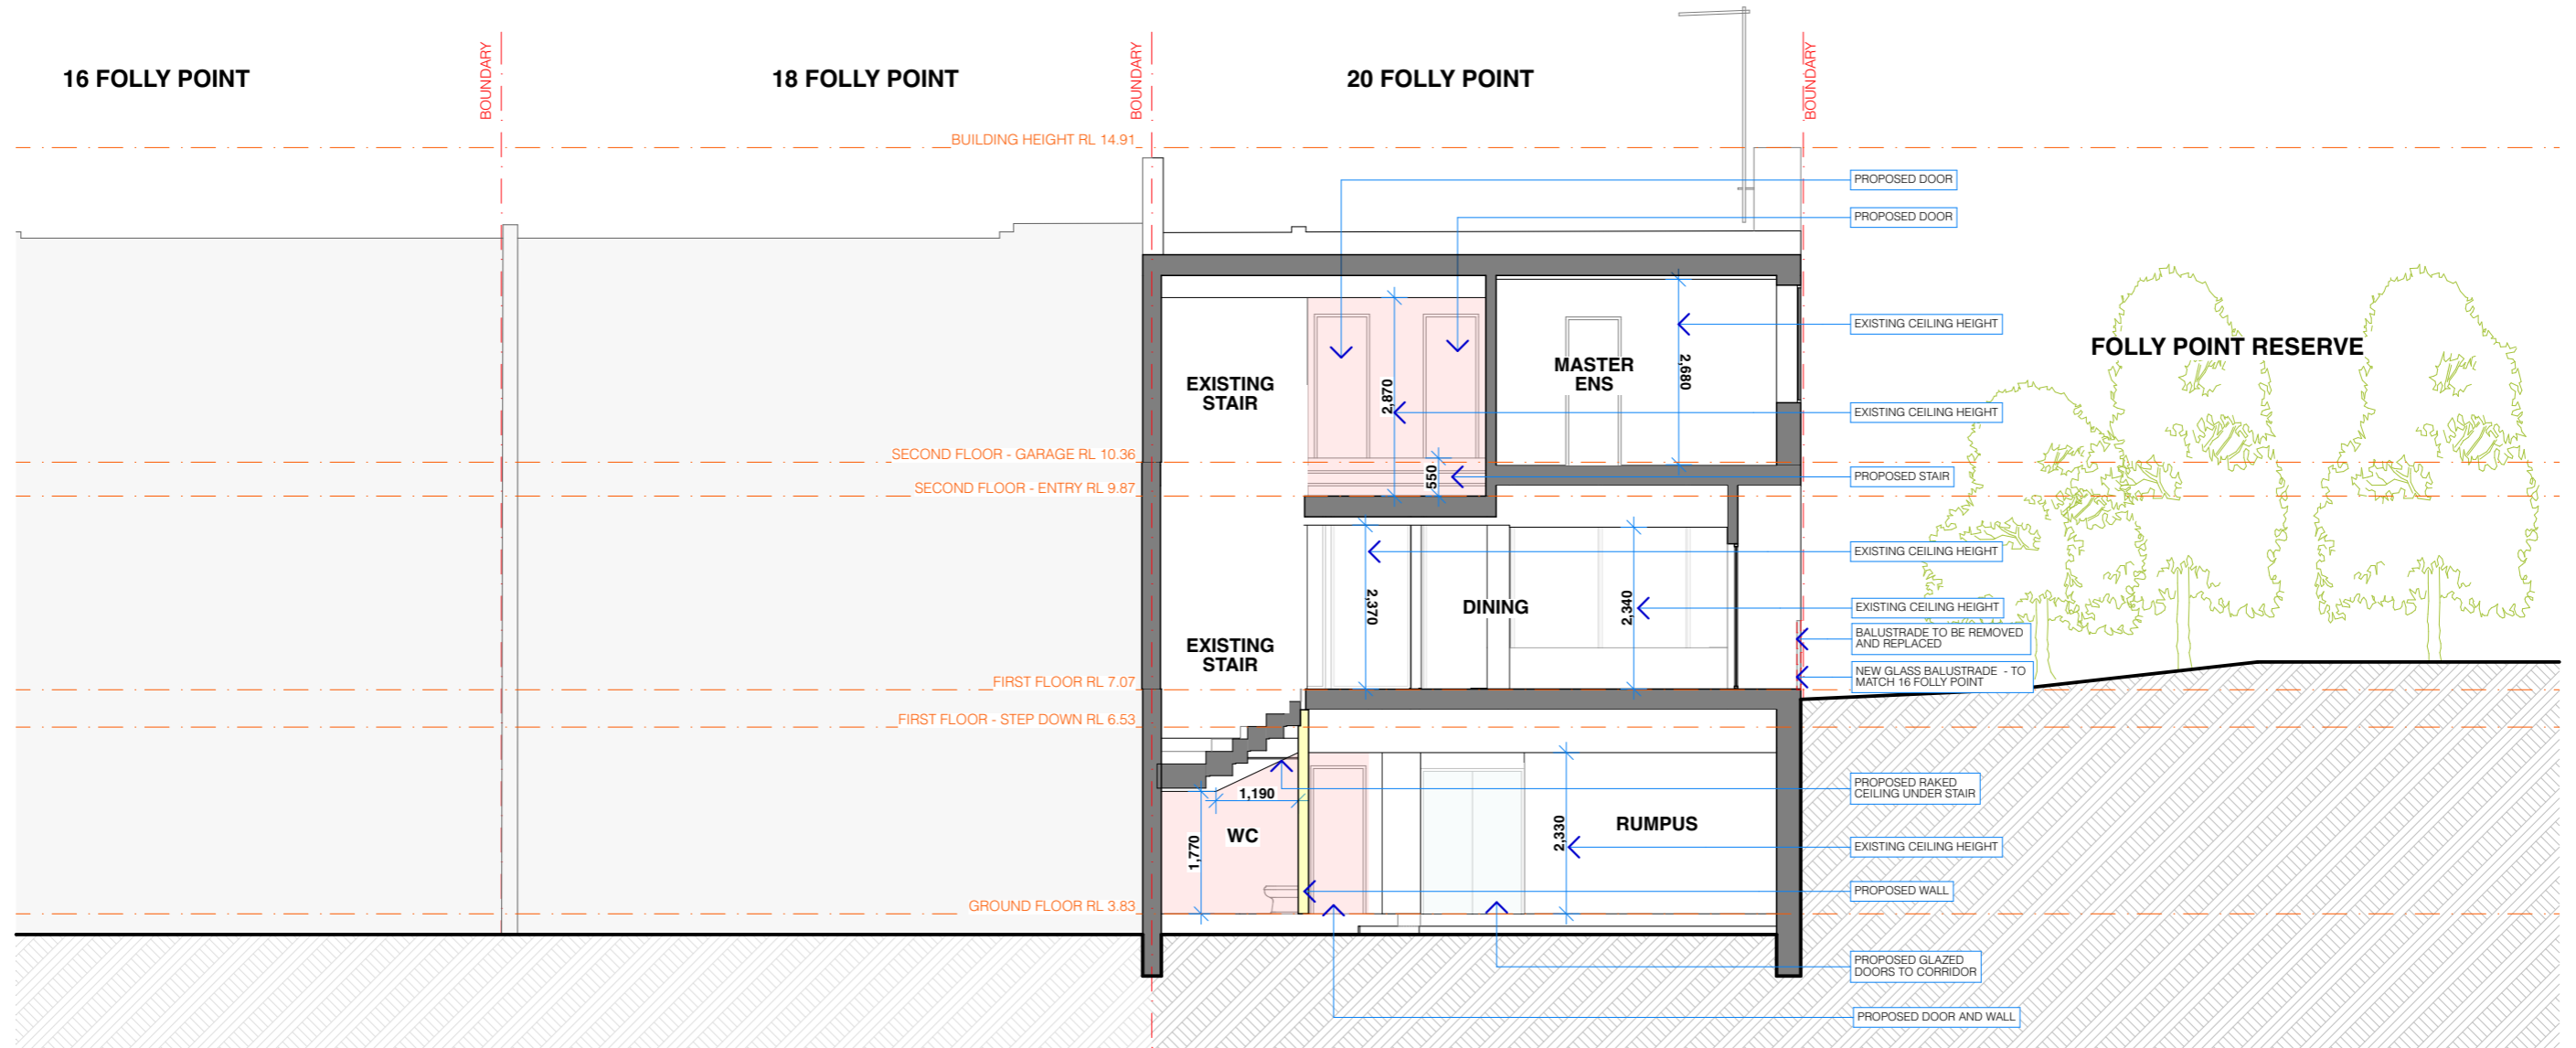 16 FOLLY POINT
BOUNDARY
18 FOLLY POINT
BOUNDARY
20 FOLLY POINT
BOUNDARY
BUILDING HEIGHT RL 14.91
PROPOSED DOOR
PROPOSED DOOR
EXISTING CEILING HEIGHT
FOLLY POINT RESERVE
MASTER
ENS
2,680
EXISTING
STAIR
2,870
EXISTING CEILING HEIGHT
SECOND FLOOR - GARAGE RL 10.36
550
PROPOSED STAIR
SECOND FLOOR - ENTRY RL 9.87
EXISTING CEILING HEIGHT
2,370
DINING
2,340
EXISTING CEILING HEIGHT
BALUSTRADE TO BE REMOVED
AND REPLACED
EXISTING
STAIR
NEW GLASS BALUSTRADE - TO
MATCH 16 FOLLY POINT
FIRST FLOOR RL 7.07
FIRST FLOOR - STEP DOWN RL 6.53
PROPOSED RAKED
CEILING UNDER STAIR
1,190
WC
1,770
2,330
RUMPUS
EXISTING CEILING HEIGHT
PROPOSED WALL
GROUND FLOOR RL 3.83
PROPOSED GLAZED
DOORS TO CORRIDOR
PROPOSED DOOR AND WALL